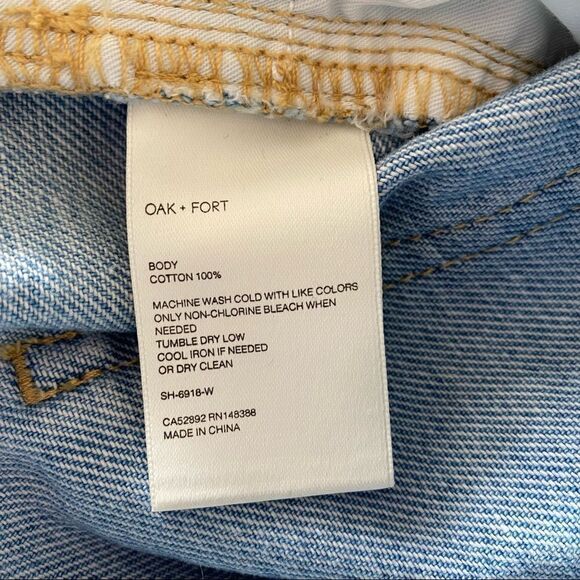 OAK + FORT
BODY
COTTON 100%
MACHINE WASH COLD WITH LIKE COLORS
ONLY NON-CHLORINE BLEACH WHEN
NEEDED
TUMBLE DRY LOW
COOL IRON IF NEEDED
OR DRY CLEAN
SH-6918-W
CA52892 RN148388
MADE IN CHINA